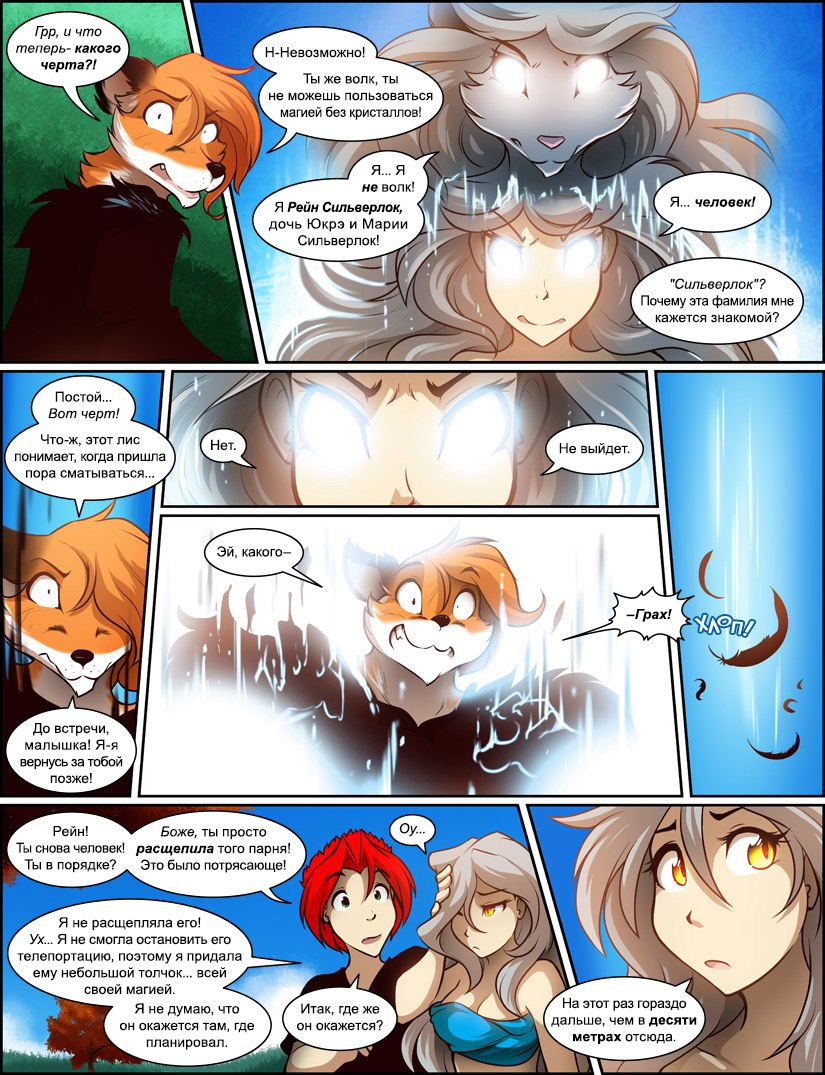 Грр, и что
теперь- какого
черта?!
Н-Невозможно!
Ты же волк, ты
не можешь пользоваться
магией без кристаллов!
Я... Я
не волк!
Я Рейн Сильверлок,
дочь Юкрэ и Марии
Сильверлок!
Я... человек!
"Сильверлок"?
Почему эта фамилия мне
кажется знакомой?
Постой...
Вот черт!
Что-ж, этот лис
понимает, когда пришла
пора сматываться...
До встречи,
малышка! Я-я
вернусь за тобой
позже!
Нет.
Не выйдет.
Эй, какого–
–Грах!
ХЛОП!
Рейн!
Ты снова человек!
Ты в порядке?
Боже, ты просто
расщепила того парня!
Это было потрясающе!
Оу...
Я не расщепляла его!
Ух... Я не смогла остановить его
телепортацию, поэтому я придала
ему небольшой толчок... всей
своей магией.
Я не думаю, что
он окажется там, где
планировал.
Итак, где же
он окажется?
На этот раз гораздо
дальше, чем в десяти
метрах отсюда.